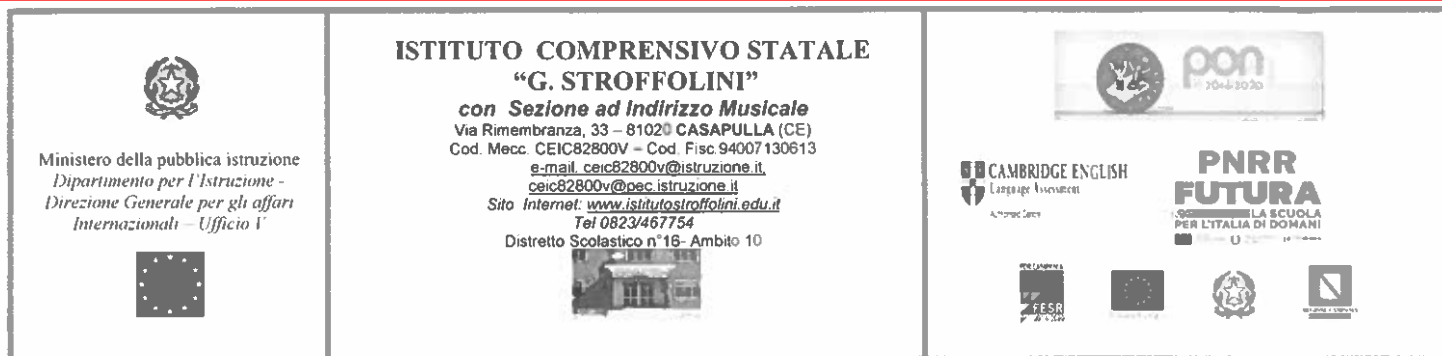 Ministero della pubblica istruzione
Dipartimento per l'Istruzione -
Direzione Generale per gli affari
Internazionali – Ufficio V
ISTITUTO COMPRENSIVO STATALE
“G. STROFFOLINI”
con Sezione ad Indirizzo Musicale
Via Rimembranza, 33 – 81020 CASAPULLA (CE)
Cod. Mecc. CEIC82800V – Cod. Fisc.94007130613
e-mail. ceic82800v@istruzione.it,
ceic82800v@pec.istruzione.it
Sito Internet: www.istitutostroffolini.edu.it
Tel 0823/467754
Distretto Scolastico n°16- Ambito 10
pon
2014-2020
CAMBRIDGE ENGLISH
Language Assessment
PNRR
FUTURA
LA SCUOLA
PER L'ITALIA DI DOMANI
FESR